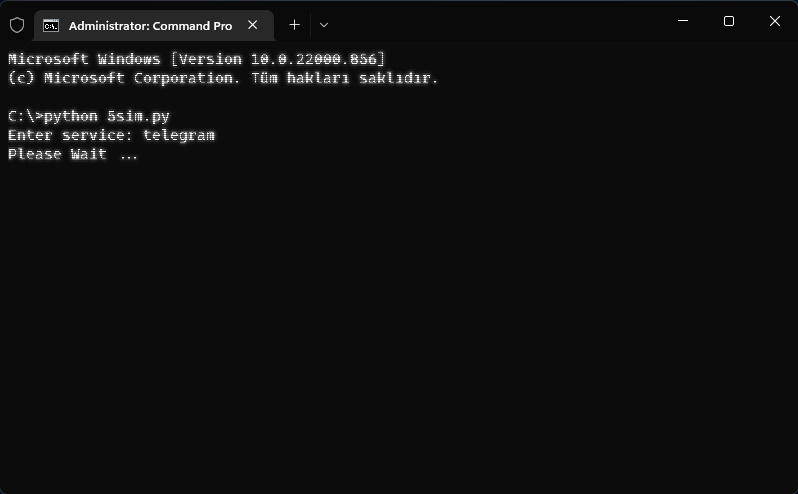 Administrator: Command Pro
Microsoft Windows [Version 10.0.22000.856]
(c) Microsoft Corporation. Tüm hakları saklıdır.
C:\>python 5sim.py
Enter service: telegram
Please Wait ...